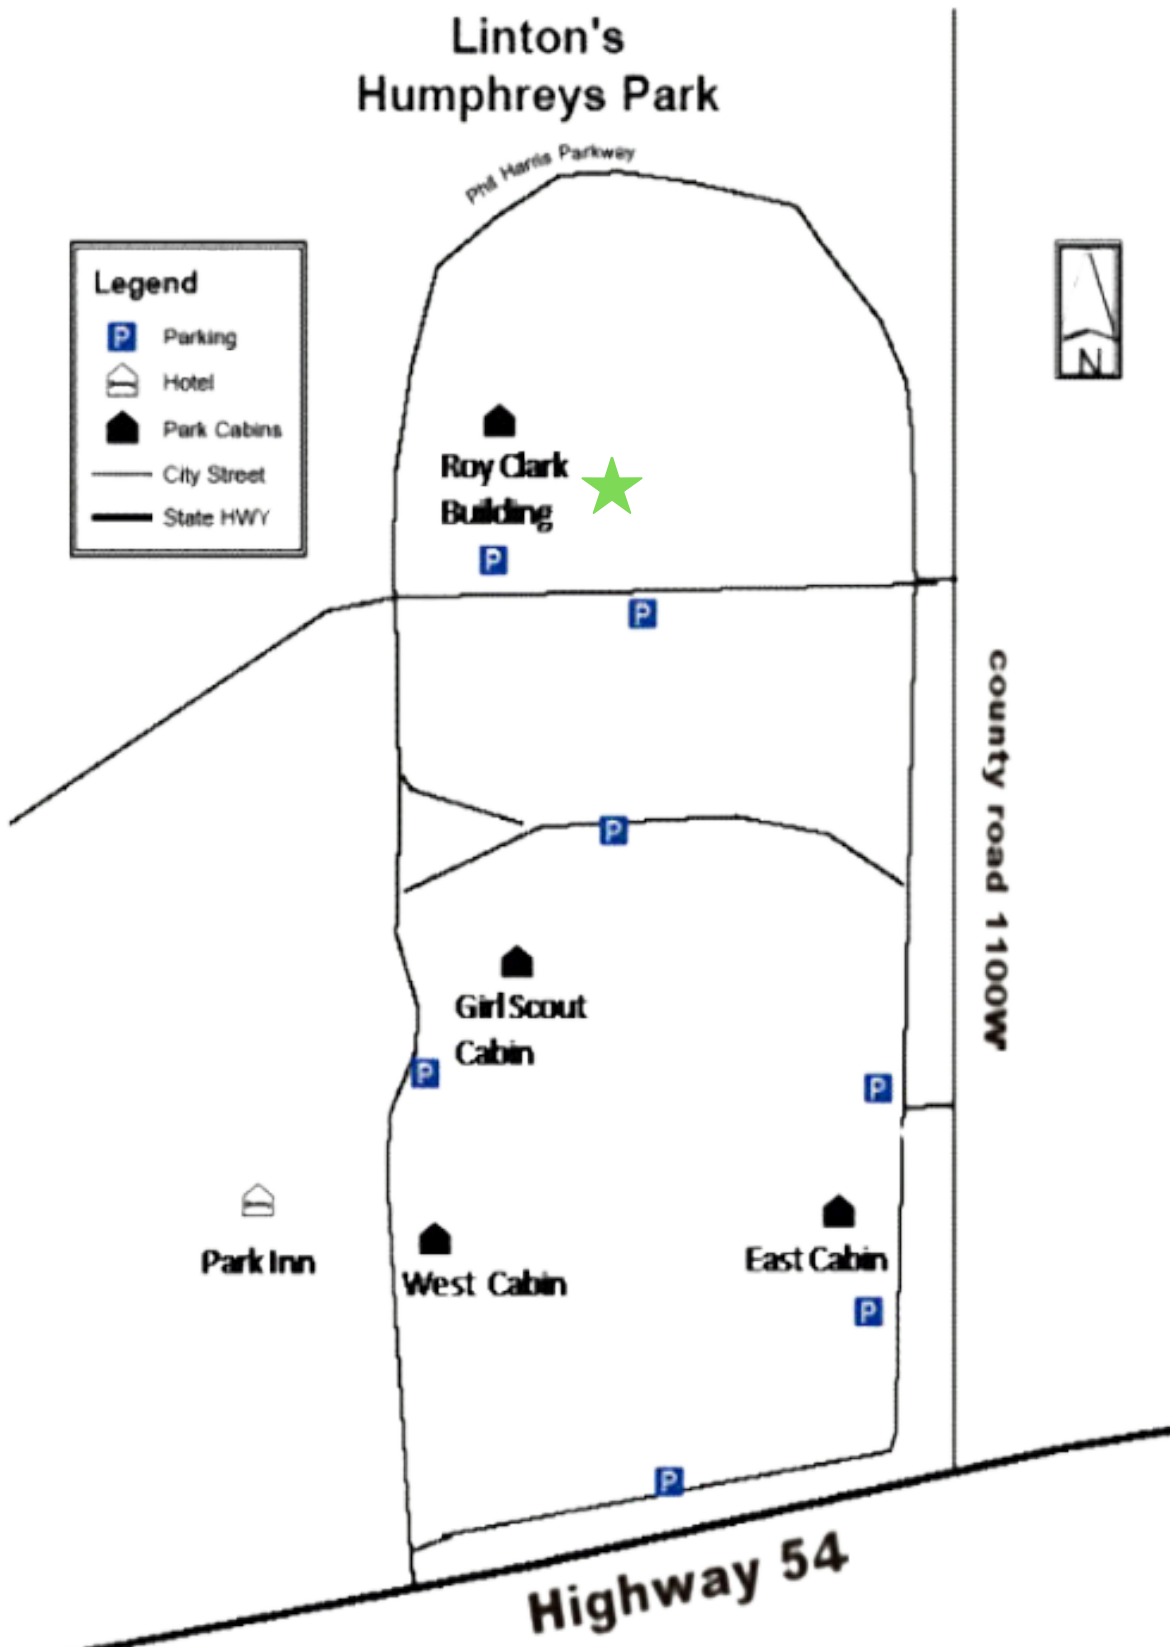 Linton's
Humphreys Park
Phil Harris Parkway
Legend
P Parking
Hotel
Park Cabins
City Street
State HWY
N
Roy Clark
Building
P
P
county road 1100W
P
Girl Scout
Cabin
P
P
Park Inn
West Cabin
East Cabin
P
P
Highway 54